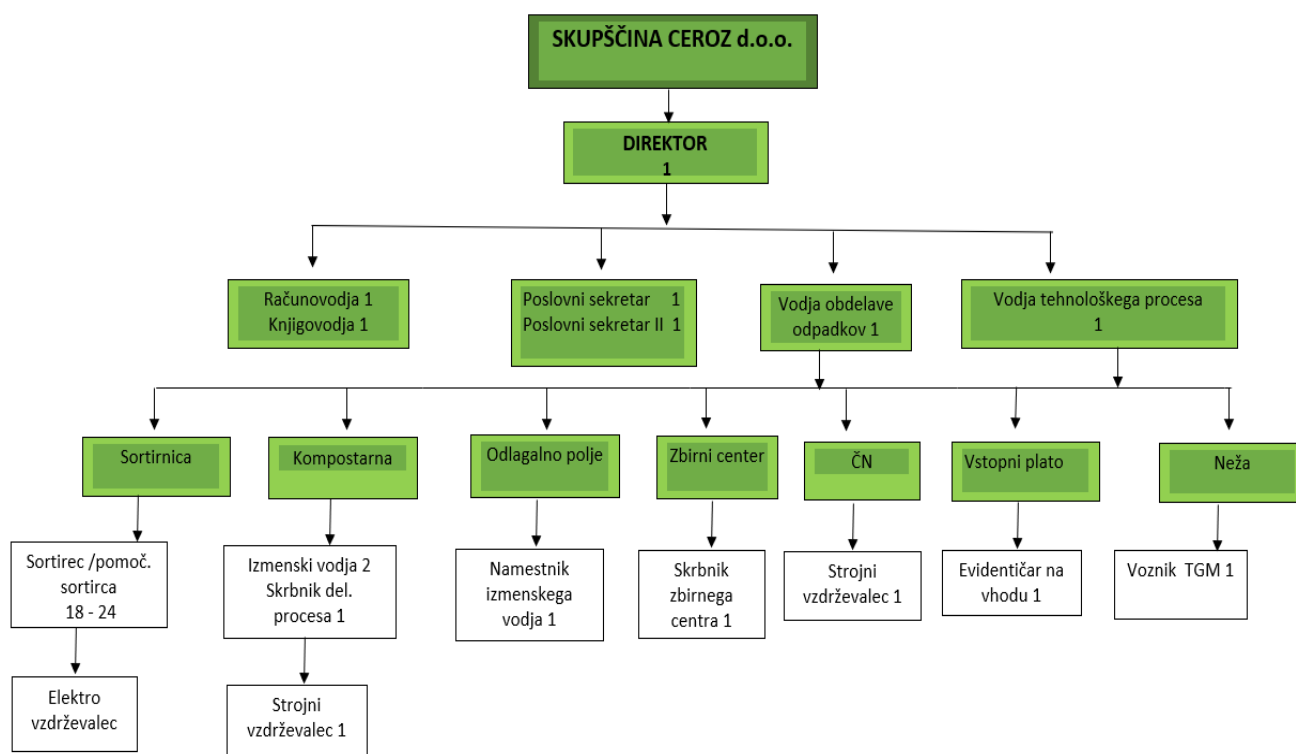 SKUPŠČINA CEROZ d.o.o.
DIREKTOR
1
Računovodja 1
Knjigovodja 1
Poslovni sekretar 1
Poslovni sekretar II 1
Vodja obdelave
odpadkov 1
Vodja tehnološkega procesa
1
Sortirnica
Kompostarna
Odlagalno polje
Zbirni center
ČN
Vstopni plato
Neža
Sortirec /pomoč.
sortirca
18 - 24
Izmenski vodja 2
Skrbnik del.
procesa 1
Namestnik
izmenskega
vodja 1
Skrbnik
zbirnega
centra 1
Strojni
vzdrževalec 1
Evidentičar na
vhodu 1
Voznik TGM 1
Elektro
vzdrževalec
Strojni
vzdrževalec 1